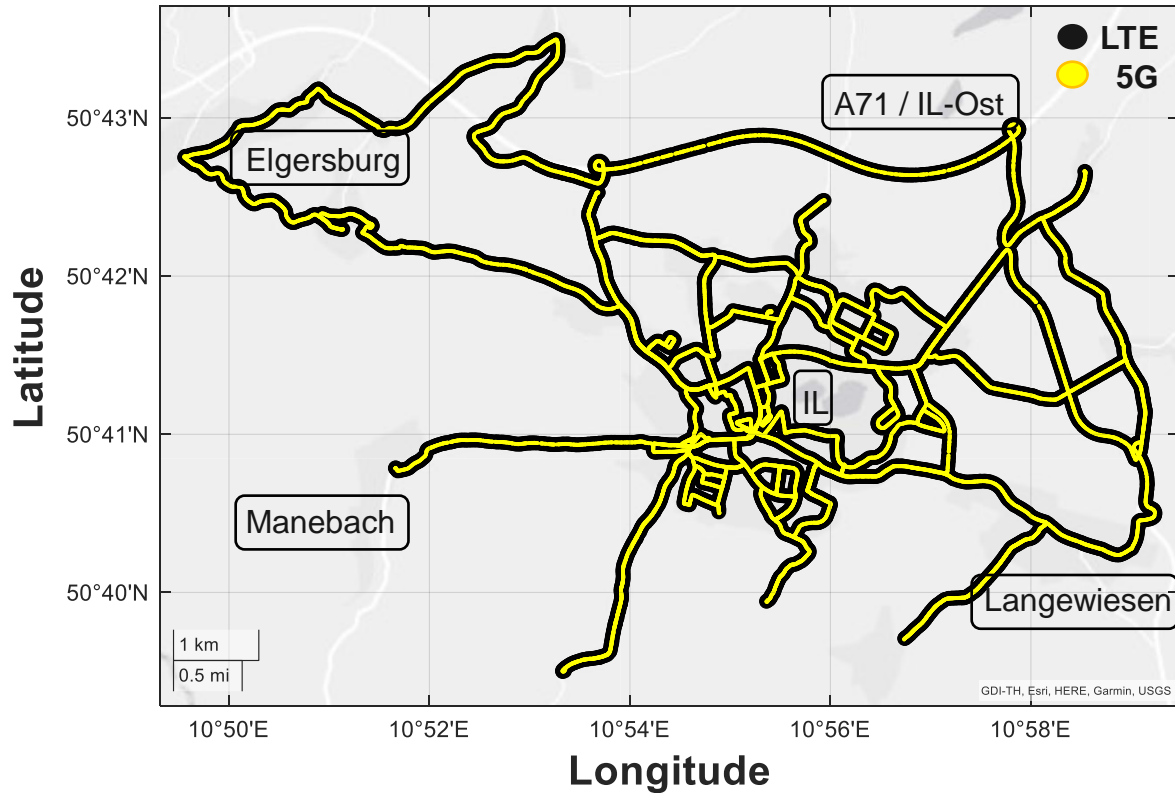 LTE
5G
A71 / IL-Ost
Elgersburg
IL
Manebach
Langewiesen
50°43'N
50°42'N
50°41'N
50°40'N
Latitude
1 km
0.5 mi
GDI-TH, Esri, HERE, Garmin, USGS
10°50'E
10°52'E
10°54'E
10°56'E
10°58'E
Longitude